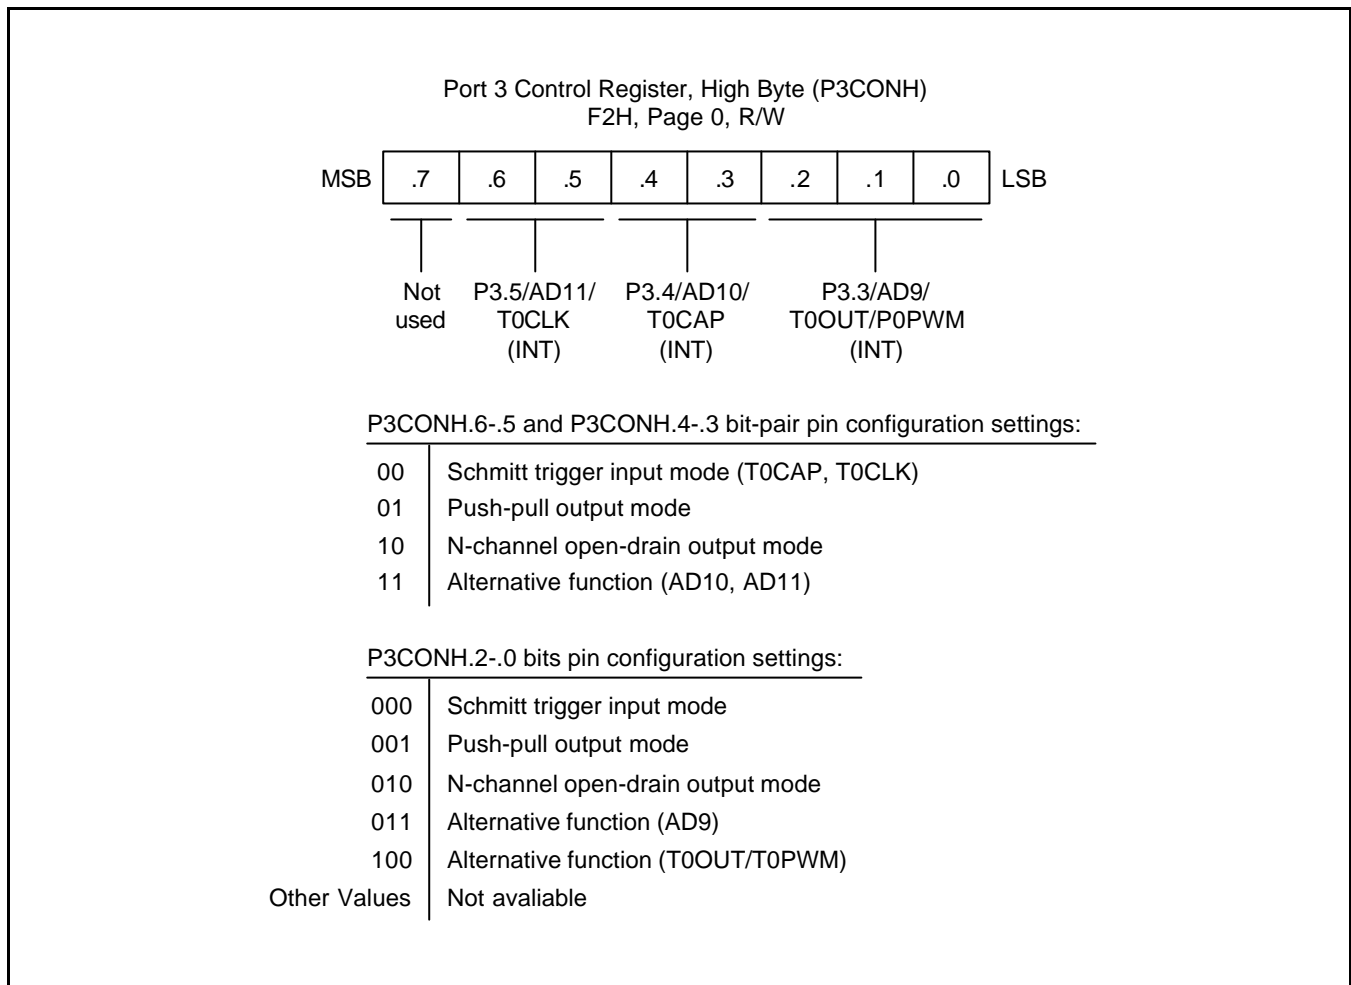 Port 3 Control Register, High Byte (P3CONH)
F2H, Page 0, R/W
MSB .7 .6 .5 .4 .3 .2 .1 .0 LSB
Not used
P3.5/AD11/
T0CLK
(INT)
P3.4/AD10/
T0CAP
(INT)
P3.3/AD9/
T0OUT/P0PWM
(INT)
P3CONH.6-.5 and P3CONH.4-.3 bit-pair pin configuration settings:
00 Schmitt trigger input mode (T0CAP, T0CLK)
01 Push-pull output mode
10 N-channel open-drain output mode
11 Alternative function (AD10, AD11)
P3CONH.2-.0 bits pin configuration settings:
000 Schmitt trigger input mode
001 Push-pull output mode
010 N-channel open-drain output mode
011 Alternative function (AD9)
100 Alternative function (T0OUT/T0PWM)
Other Values Not avaliable